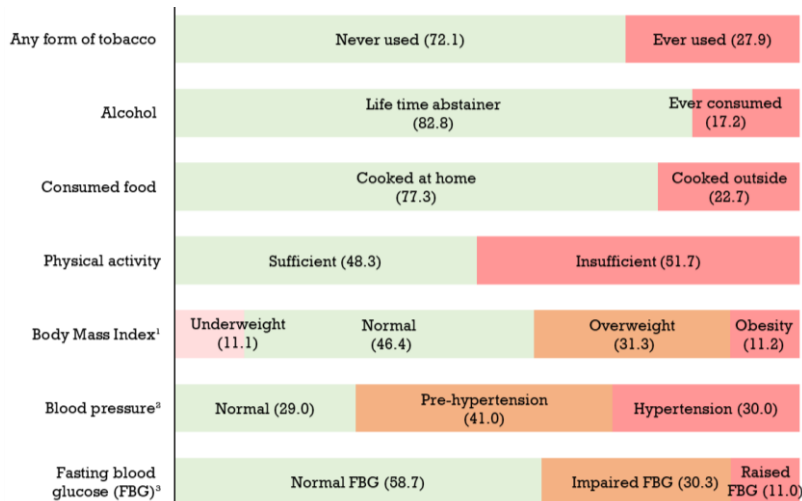 Any form of tobacco
Never used (72.1)
Ever used (27.9)
Alcohol
Life time abstainer
(82.8)
Ever consumed
(17.2)
Consumed food
Cooked at home
(77.3)
Cooked outside
(22.7)
Physical activity
Sufficient (48.3)
Insufficient (51.7)
Body Mass Index¹
Underweight
(11.1)
Normal
(46.4)
Overweight
(31.3)
Obesity
(11.2)
Blood pressure²
Normal (29.0)
Pre-hypertension
(41.0)
Hypertension (30.0)
Fasting blood
glucose (FBG)³
Normal FBG (58.7)
Impaired FBG (30.3)
Raised
FBG (11.0)